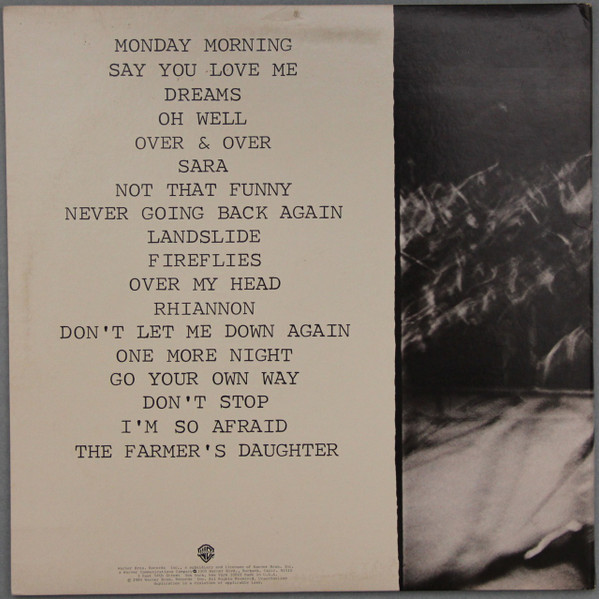 MONDAY MORNING
SAY YOU LOVE ME
DREAMS
OH WELL
OVER & OVER
SARA
NOT THAT FUNNY
NEVER GOING BACK AGAIN
LANDSLIDE
FIREFLIES
OVER MY HEAD
RHIANNON
DON'T LET ME DOWN AGAIN
ONE MORE NIGHT
GO YOUR OWN WAY
DON'T STOP
I'M SO AFRAID
THE FARMER'S DAUGHTER